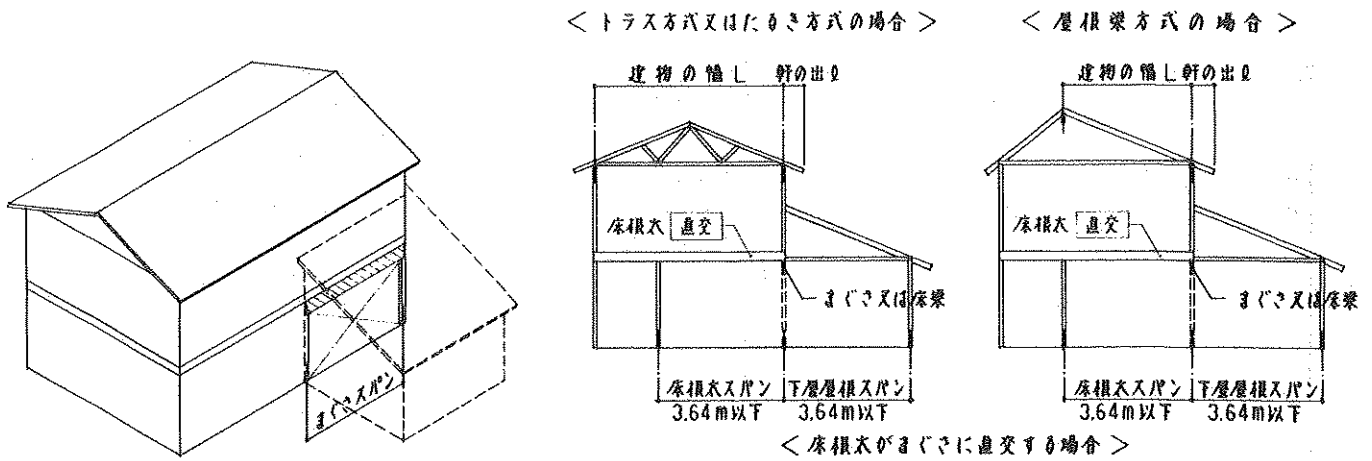 ＜トラス方式又はたるき方式の場合＞
建物の幅L 軒の出ℓ
床根太 直交
まぐさ又は床梁
床根太スパン 下屋屋根スパン
3.64m以下 3.64m以下
＜屋根梁方式の場合＞
建物の幅L 軒の出ℓ
床根太 直交
まぐさ又は床梁
床根太スパン 下屋屋根スパン
3.64m以下 3.64m以下
まぐさスパン
＜床根太がまぐさに直交する場合＞